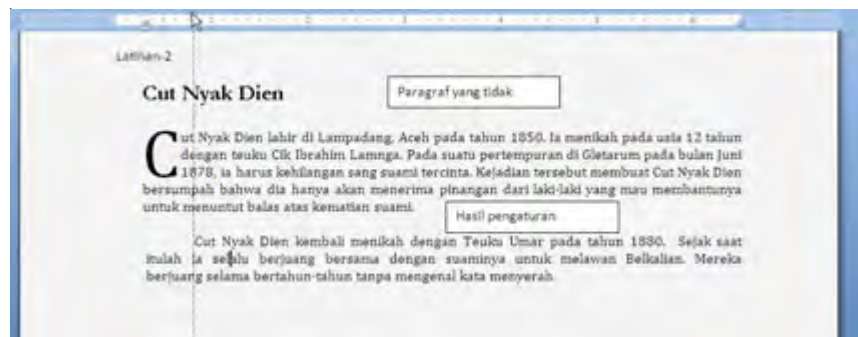 Latihan-2
Cut Nyak Dien
Paragraf yang tidak
Cut Nyak Dien lahir di Lampadang, Aceh pada tahun 1850. Ia menikah pada usia 12 tahun
dengan teuku Cik Ibrahim Lamnga. Pada suatu pertempuran di Gletarum pada bulan Juni
1878, ia harus kehilangan sang suami tercinta. Kejadian tersebut membuat Cut Nyak Dien
bersumpah bahwa dia hanya akan menerima pinangan dari laki-laki yang mau membantunya
untuk menuntut balas atas kematian suami.
Hasil pengaturan
Cut Nyak Dien kembali menikah dengan Teuku Umar pada tahun 1880. Sejak saat
itulah ia selalu berjuang bersama dengan suaminya untuk melawan Belkalian. Mereka
berjuang selama bertahun-tahun tanpa mengenal kata menyerah.